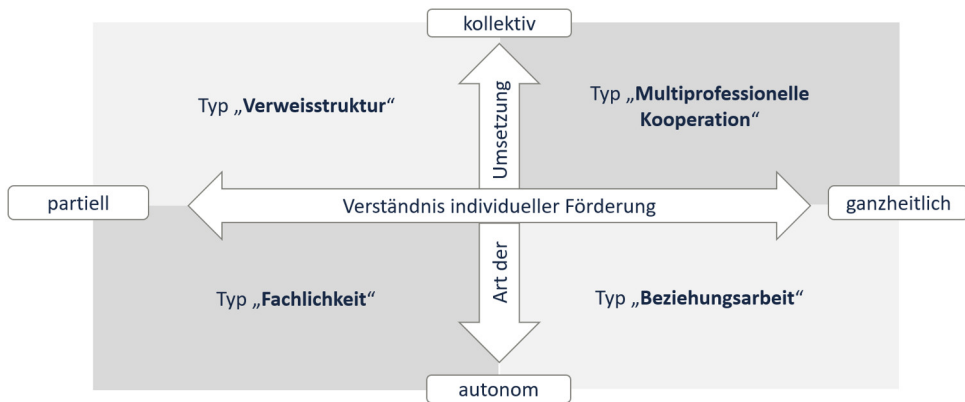 kollektiv
Typ „Verweisstruktur“
Typ „Multiprofessionelle
Kooperation“
Art der Umsetzung
partiell
Verständnis individueller Förderung
ganzheitlich
Typ „Fachlichkeit“
Typ „Beziehungsarbeit“
autonom